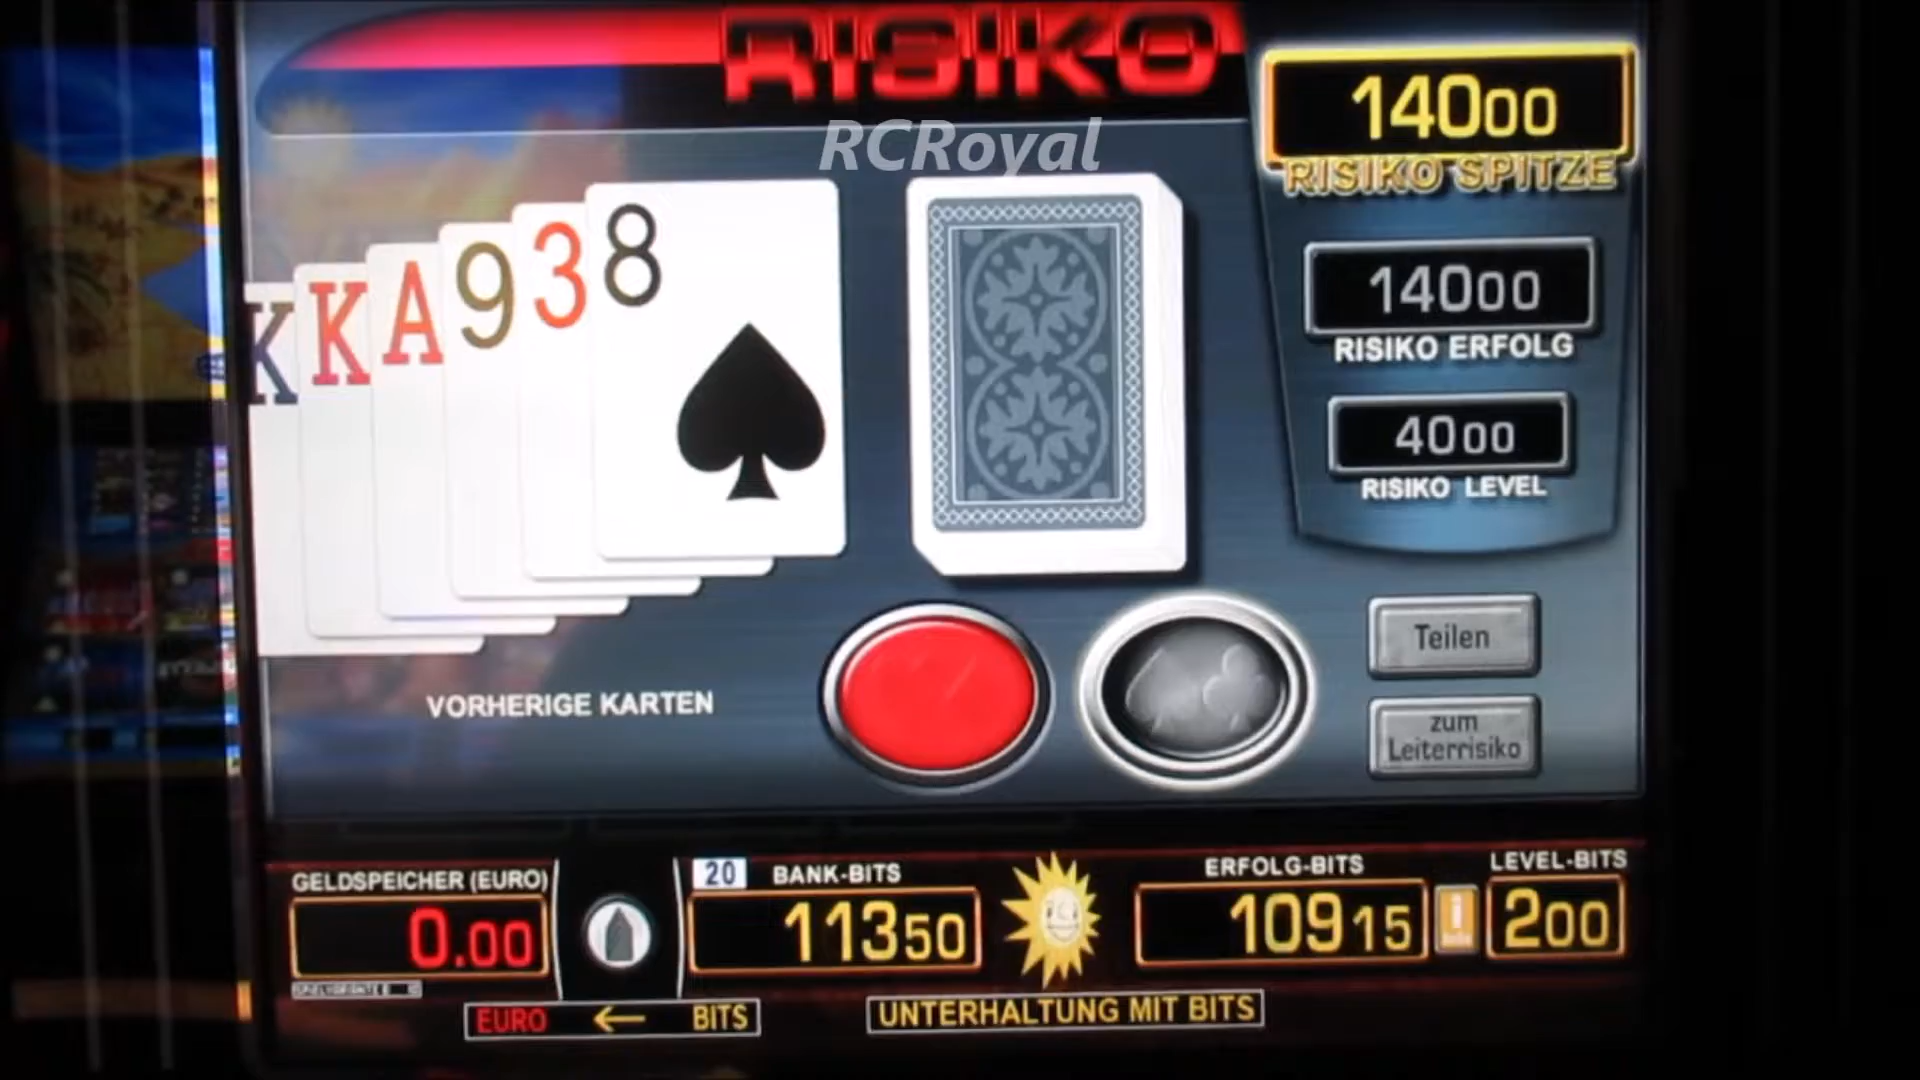 RISIKO
RCRoyal
14000
RISIKO SPITZE
14000
RISIKO ERFOLG
4000
RISIKO LEVEL
K K A 9 3 8
VORHERIGE KARTEN
Teilen
zum
Leiterrisiko
GELDSPEICHER (EURO)
0.00
20 BANK-BITS
11350
ERFOLG-BITS
10915
i
LEVEL-BITS
200
EURO ← BITS
UNTERHALTUNG MIT BITS